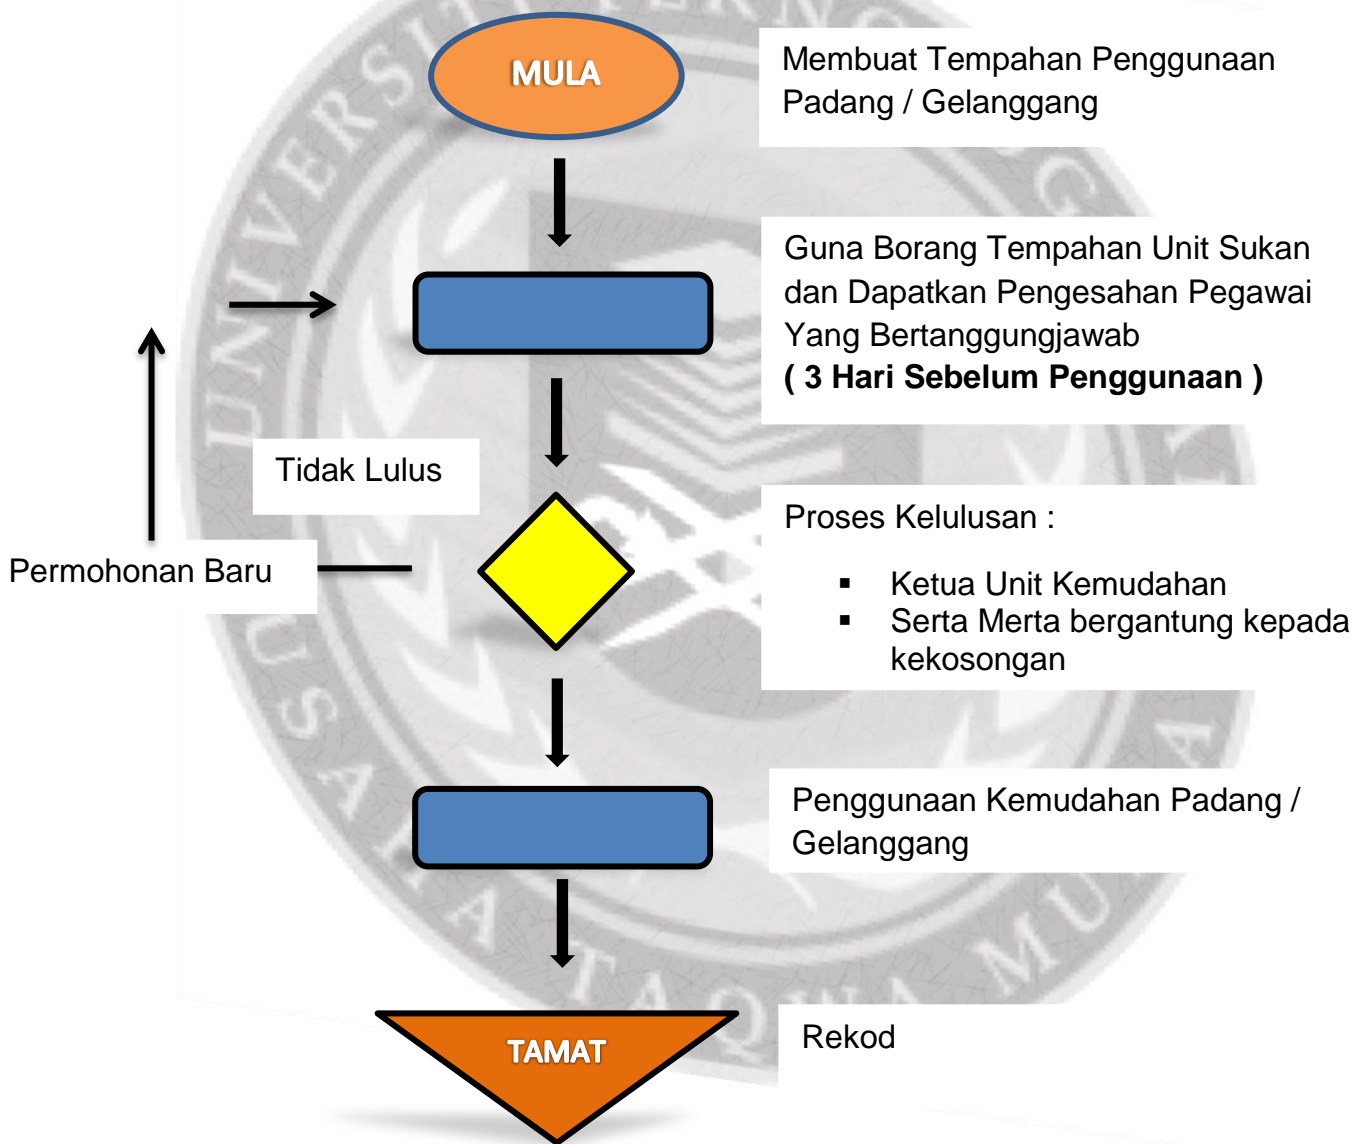 MULA
Membuat Tempahan Penggunaan
Padang / Gelanggang
Guna Borang Tempahan Unit Sukan
dan Dapatkan Pengesahan Pegawai
Yang Bertanggungjawab
( 3 Hari Sebelum Penggunaan )
Tidak Lulus
Permohonan Baru
Proses Kelulusan :
▪ Ketua Unit Kemudahan
▪ Serta Merta bergantung kepada
kekosongan
Penggunaan Kemudahan Padang /
Gelanggang
TAMAT
Rekod